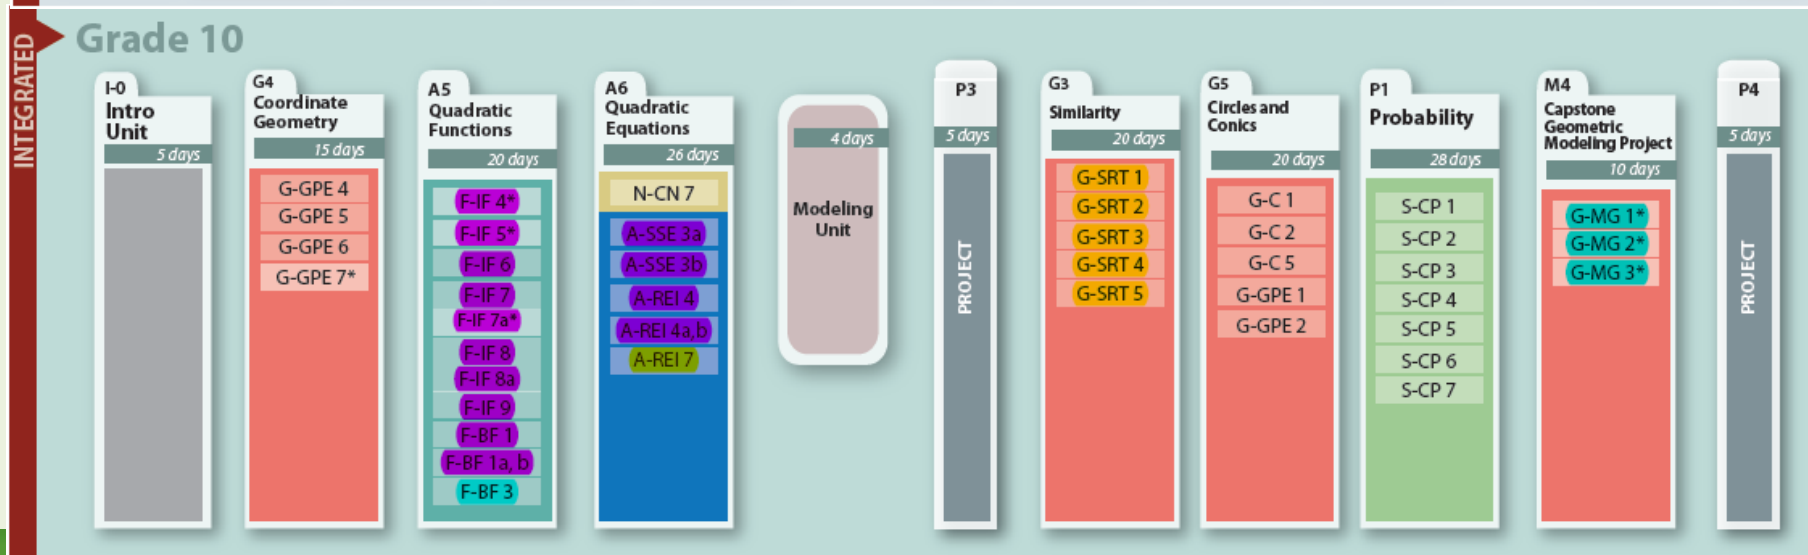 INTEGRATED
Grade 10
I-0
Intro
Unit
5 days
G4
Coordinate
Geometry
15 days
G-GPE 4
G-GPE 5
G-GPE 6
G-GPE 7*
A5
Quadratic
Functions
20 days
F-IF 4*
F-IF 5*
F-IF 6
F-IF 7
F-IF 7a*
F-IF 8
F-IF 8a
F-IF 9
F-BF 1
F-BF 1a, b
F-BF 3
A6
Quadratic
Equations
26 days
N-CN 7
A-SSE 3a
A-SSE 3b
A-REI 4
A-REI 4a,b
A-REI 7
4 days
Modeling
Unit
P3
5 days
PROJECT
G3
Similarity
20 days
G-SRT 1
G-SRT 2
G-SRT 3
G-SRT 4
G-SRT 5
G5
Circles and
Conics
20 days
G-C 1
G-C 2
G-C 5
G-GPE 1
G-GPE 2
P1
Probability
28 days
S-CP 1
S-CP 2
S-CP 3
S-CP 4
S-CP 5
S-CP 6
S-CP 7
M4
Capstone
Geometric
Modeling Project
10 days
G-MG 1*
G-MG 2*
G-MG 3*
P4
5 days
PROJECT